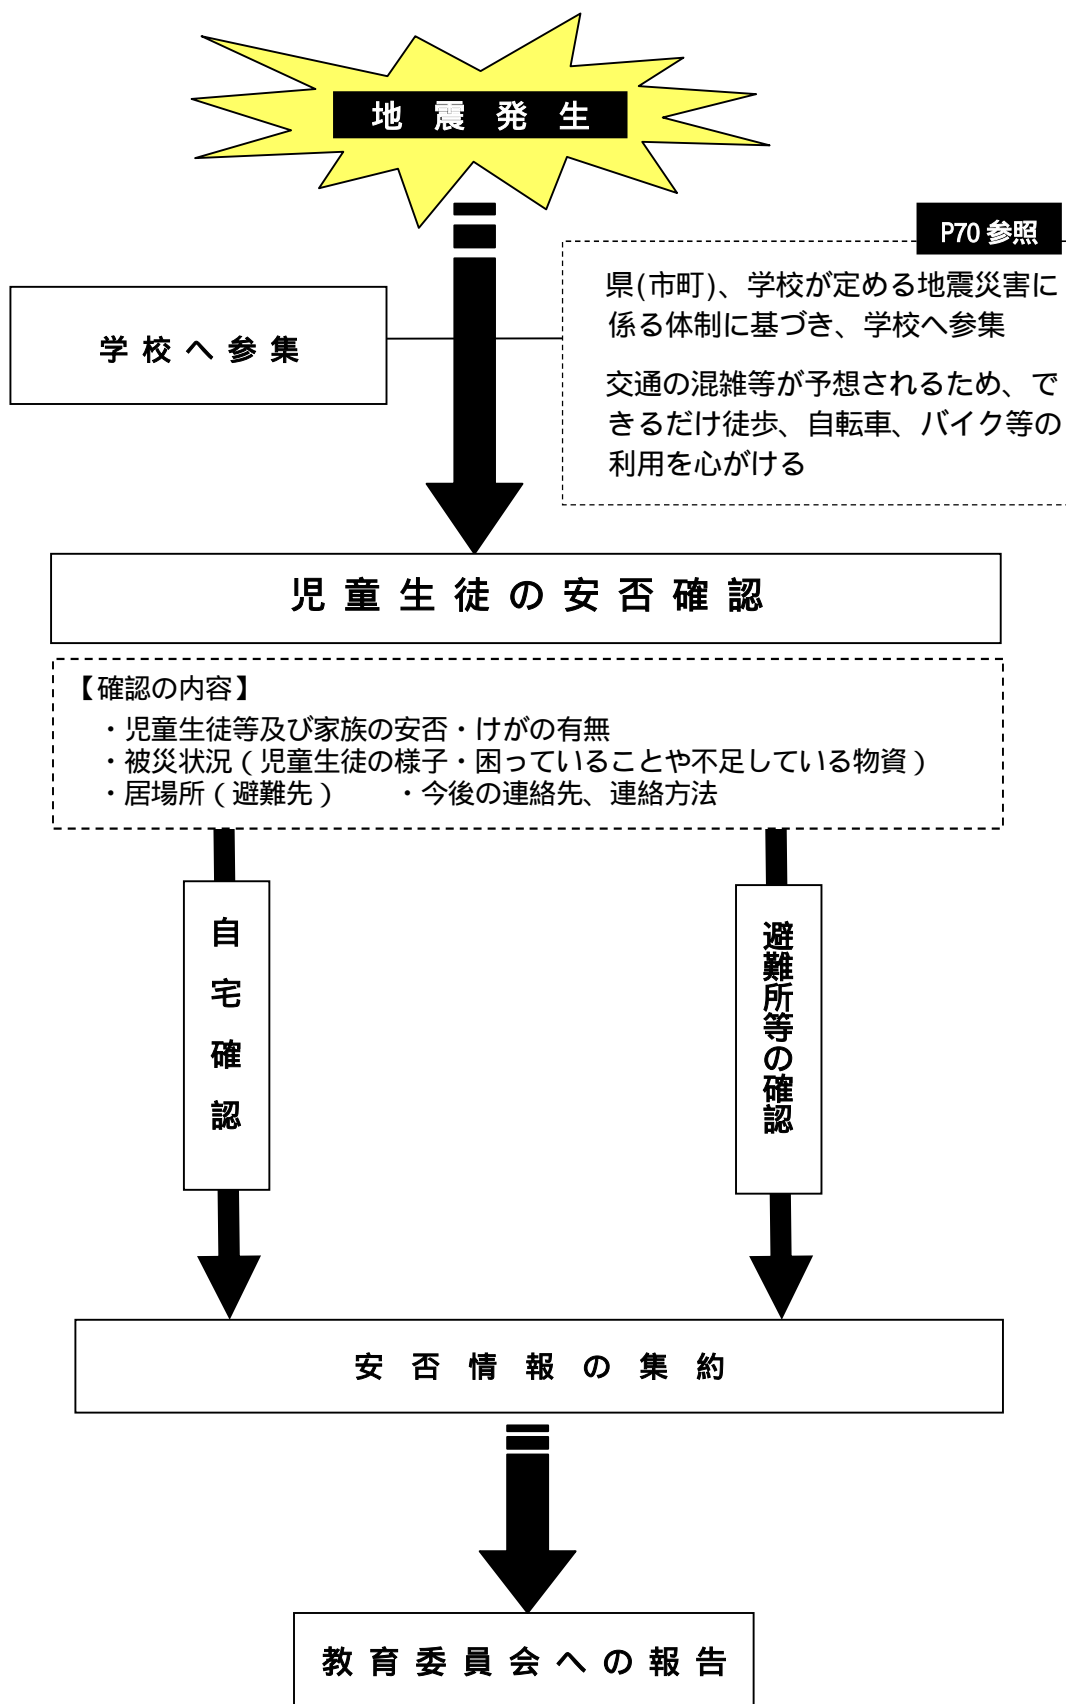 地震発生
P70 参照
学校へ参集
県(市町)、学校が定める地震災害に
係る体制に基づき、学校へ参集
交通の混雑等が予想されるため、で
きるだけ徒歩、自転車、バイク等の
利用を心がける
児童生徒の安否確認
【確認の内容】
・児童生徒等及び家族の安否・けがの有無
・被災状況（児童生徒の様子・困っていることや不足している物資）
・居場所（避難先）　　・今後の連絡先、連絡方法
自宅確認
避難所等の確認
安否情報の集約
教育委員会への報告